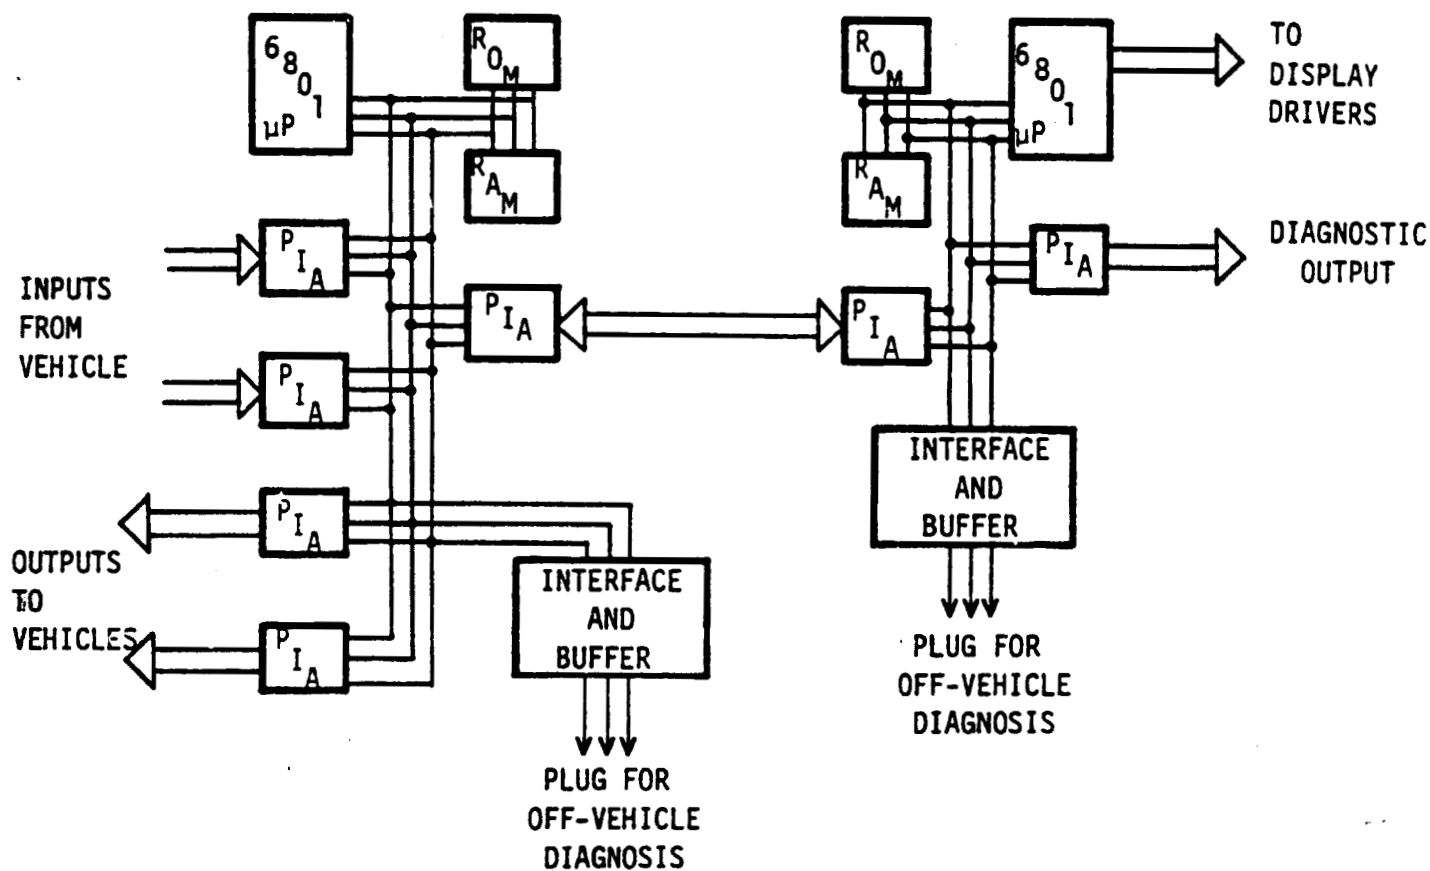 6801
μP
ROM
RAM
PIA
INPUTS
FROM
VEHICLE
PIA
PIA
PIA
OUTPUTS
TO
VEHICLES
PIA
INTERFACE
AND
BUFFER
PLUG FOR
OFF-VEHICLE
DIAGNOSIS
ROM
RAM
6801
μP
TO
DISPLAY
DRIVERS
PIA
DIAGNOSTIC
OUTPUT
PIA
INTERFACE
AND
BUFFER
PLUG FOR
OFF-VEHICLE
DIAGNOSIS